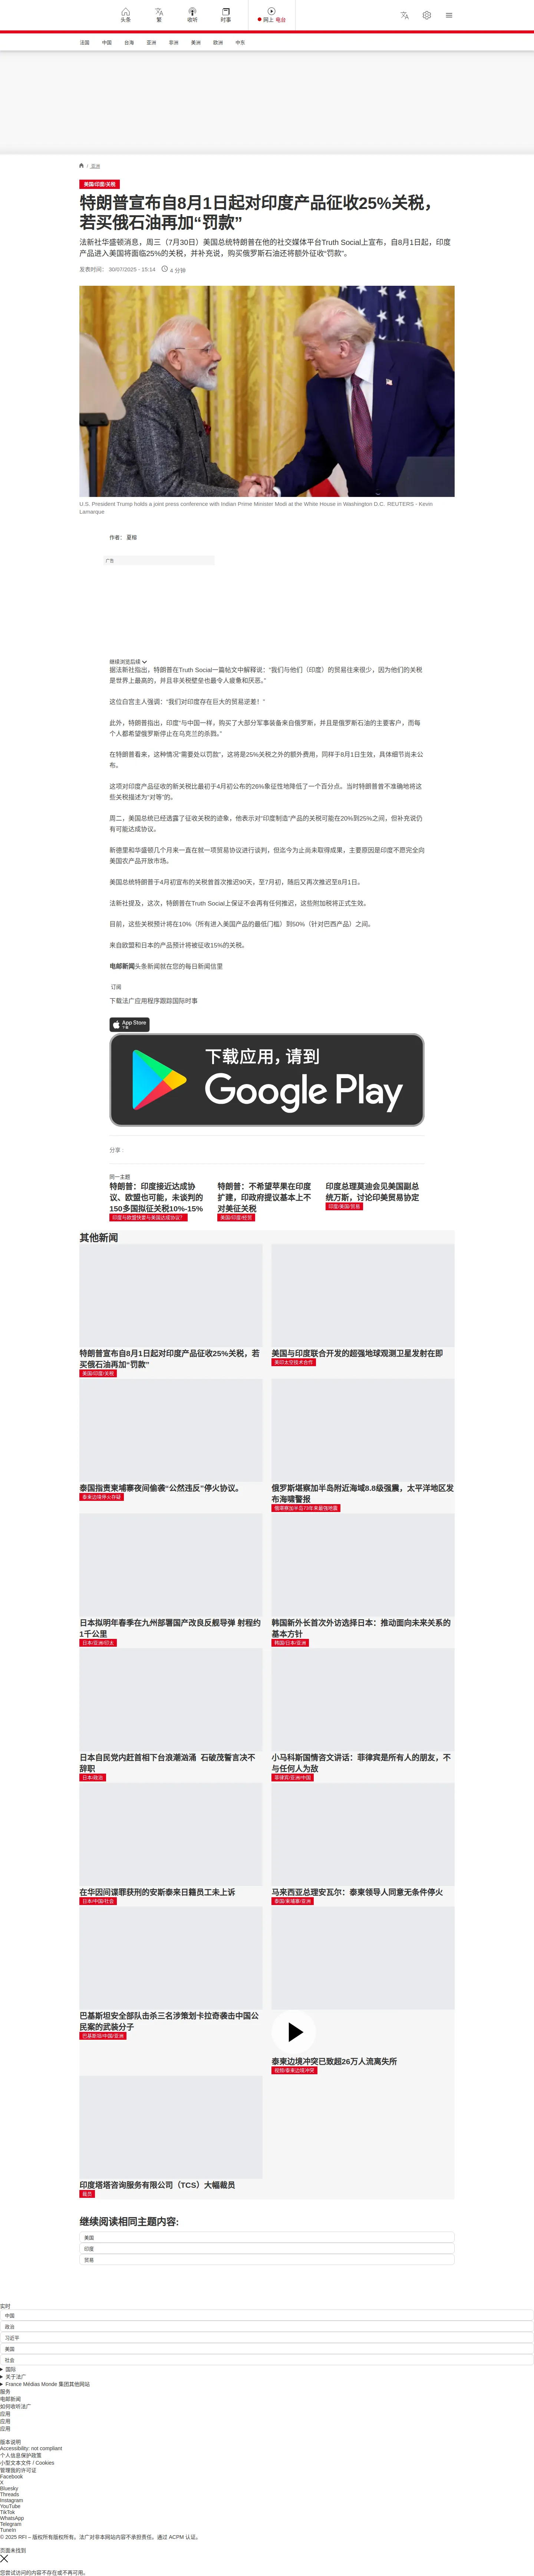 头条
繁
收听
时事
网上 电台
法国
中国
台海
亚洲
非洲
美洲
欧洲
中东
/ 亚洲
美国/印度/关税
特朗普宣布自8月1日起对印度产品征收25%关税，
若买俄石油再加“罚款”
法新社华盛顿消息，周三（7月30日）美国总统特朗普在他的社交媒体平台Truth Social上宣布，自8月1日起，印度
产品进入美国将面临25%的关税，并补充说，购买俄罗斯石油还将额外征收“罚款”。
发表时间： 30/07/2025 - 15:14
4 分钟
U.S. President Trump holds a joint press conference with Indian Prime Minister Modi at the White House in Washington D.C. REUTERS - Kevin
Lamarque
作者： 夏榕
广告
继续浏览后续
据法新社指出，特朗普在Truth Social一篇帖文中解释说：“我们与他们（印度）的贸易往来很少，因为他们的关税
是世界上最高的，并且非关税壁垒也最令人疲惫和厌恶。”
这位白宫主人强调：“我们对印度存在巨大的贸易逆差！”
此外，特朗普指出，印度“与中国一样，购买了大部分军事装备来自俄罗斯，并且是俄罗斯石油的主要客户，而每
个人都希望俄罗斯停止在乌克兰的杀戮。”
在特朗普看来，这种情况“需要处以罚款”，这将是25%关税之外的额外费用，同样于8月1日生效，具体细节尚未公
布。
这项对印度产品征收的新关税比最初于4月初公布的26%象征性地降低了一个百分点。当时特朗普曾不准确地将这
些关税描述为“对等”的。
周二，美国总统已经透露了征收关税的迹象，他表示对“印度制造”产品的关税可能在20%到25%之间，但补充说仍
有可能达成协议。
新德里和华盛顿几个月来一直在就一项贸易协议进行谈判，但迄今为止尚未取得成果，主要原因是印度不愿完全向
美国农产品开放市场。
美国总统特朗普于4月初宣布的关税曾首次推迟90天，至7月初，随后又再次推迟至8月1日。
法新社提及，这次，特朗普在Truth Social上保证不会再有任何推迟，这些附加税将正式生效。
目前，这些关税预计将在10%（所有进入美国产品的最低门槛）到50%（针对巴西产品）之间。
来自欧盟和日本的产品预计将被征收15%的关税。
电邮新闻头条新闻就在您的每日新闻信里
订阅
下载法广应用程序跟踪国际时事
App Store
下载
下载应用，请到
Google Play
分享 :
同一主题
特朗普：印度接近达成协
议、欧盟也可能，未谈判的
150多国拟征关税10%-15%
印度与欧盟快要与美国达成协议?
特朗普：不希望苹果在印度
扩建，印政府提议基本上不
对美征关税
美国/印度/经贸
印度总理莫迪会见美国副总
统万斯，讨论印美贸易协定
印度/美国/贸易
其他新闻
特朗普宣布自8月1日起对印度产品征收25%关税，若
买俄石油再加“罚款”
美国/印度/关税
美国与印度联合开发的超强地球观测卫星发射在即
美印太空技术合作
泰国指责柬埔寨夜间偷袭“公然违反”停火协议。
泰柬边境停火存疑
俄罗斯堪察加半岛附近海域8.8级强震，太平洋地区发
布海啸警报
俄堪察加半岛73年来最强地震
日本拟明年春季在九州部署国产改良反舰导弹 射程约
1千公里
日本/亚洲/印太
韩国新外长首次外访选择日本：推动面向未来关系的
基本方针
韩国/日本/亚洲
日本自民党内赶首相下台浪潮汹涌 石破茂誓言决不
辞职
日本/政治
小马科斯国情咨文讲话：菲律宾是所有人的朋友，不
与任何人为敌
菲律宾/亚洲/中国
在华因间谍罪获刑的安斯泰来日籍员工未上诉
日本/中国/社会
马来西亚总理安瓦尔：泰柬领导人同意无条件停火
泰国/柬埔寨/亚洲
巴基斯坦安全部队击杀三名涉策划卡拉奇袭击中国公
民案的武装分子
巴基斯坦/中国/亚洲
泰柬边境冲突已致超26万人流离失所
视频/泰柬边境冲突
印度塔塔咨询服务有限公司（TCS）大幅裁员
裁员
继续阅读相同主题内容:
美国
印度
贸易
实时
中国
政治
习近平
美国
社会
国际
关于法广
France Médias Monde 集团其他网站
服务
电邮新闻
如何收听法广
应用
应用
应用
版本说明
Accessibility: not compliant
个人信息保护政策
小型文本文件 / Cookies
管理我的许可证
Facebook
X
Bluesky
Threads
Instagram
YouTube
TikTok
WhatsApp
Telegram
TuneIn
© 2025 RFI – 版权所有版权所有。法广对非本网站内容不承担责任。通过 ACPM 认证。
页面未找到
您尝试访问的内容不存在或不再可用。